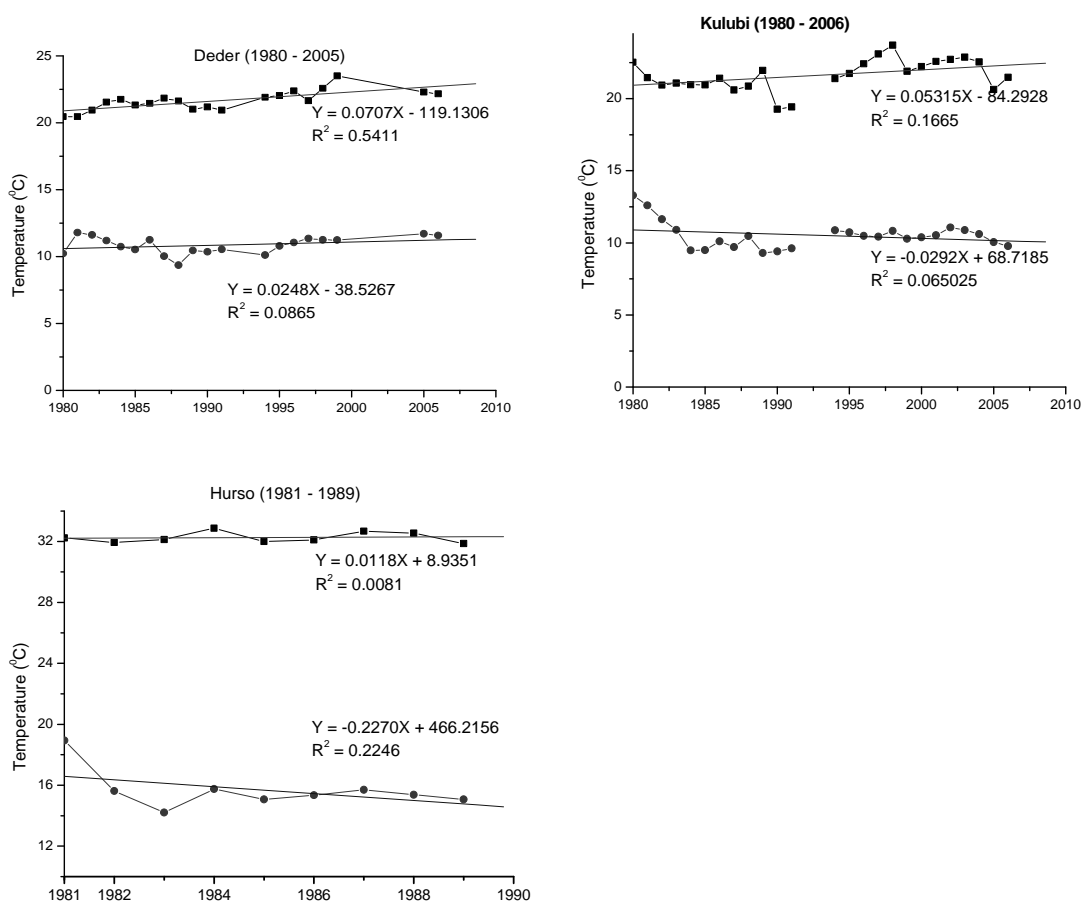 Deder (1980 - 2005)
25
20
15
10
5
0
Temperature (⁰C)
Y = 0.0707X - 119.1306
R² = 0.5411
Y = 0.0248X - 38.5267
R² = 0.0865
1980 1985 1990 1995 2000 2005 2010
Kulubi (1980 - 2006)
20
15
10
5
0
Temperature (⁰C)
Y = 0.05315X - 84.2928
R² = 0.1665
Y = -0.0292X + 68.7185
R² = 0.065025
1980 1985 1990 1995 2000 2005 2010
Hurso (1981 - 1989)
32
28
24
20
16
12
Temperature (⁰C)
Y = 0.0118X + 8.9351
R² = 0.0081
Y = -0.2270X + 466.2156
R² = 0.2246
1981 1982 1984 1986 1988 1990